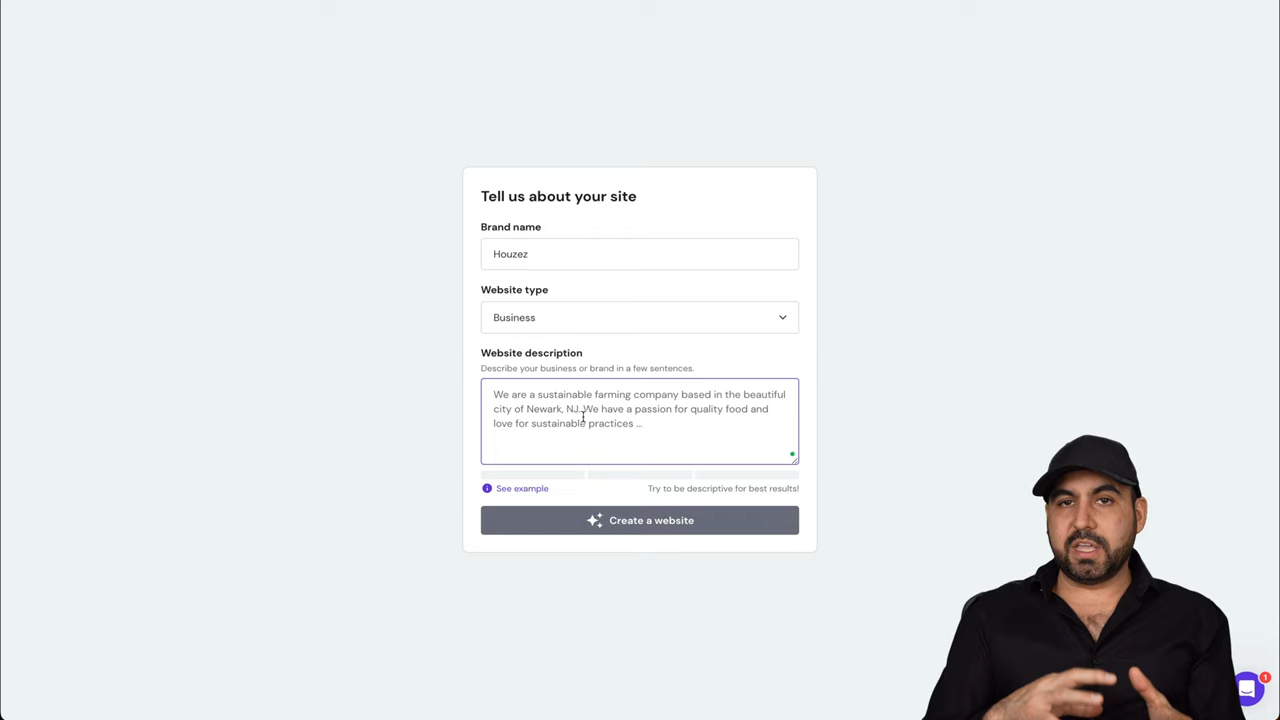 Tell us about your site
Brand name
Houzez
Website type
Business
Website description
Describe your business or brand in a few sentences.
We are a sustainable farming company based in the beautiful
city of Newark, NJ. We have a passion for quality food and
love for sustainable practices ...
See example
Try to be descriptive for best results!
Create a website
1